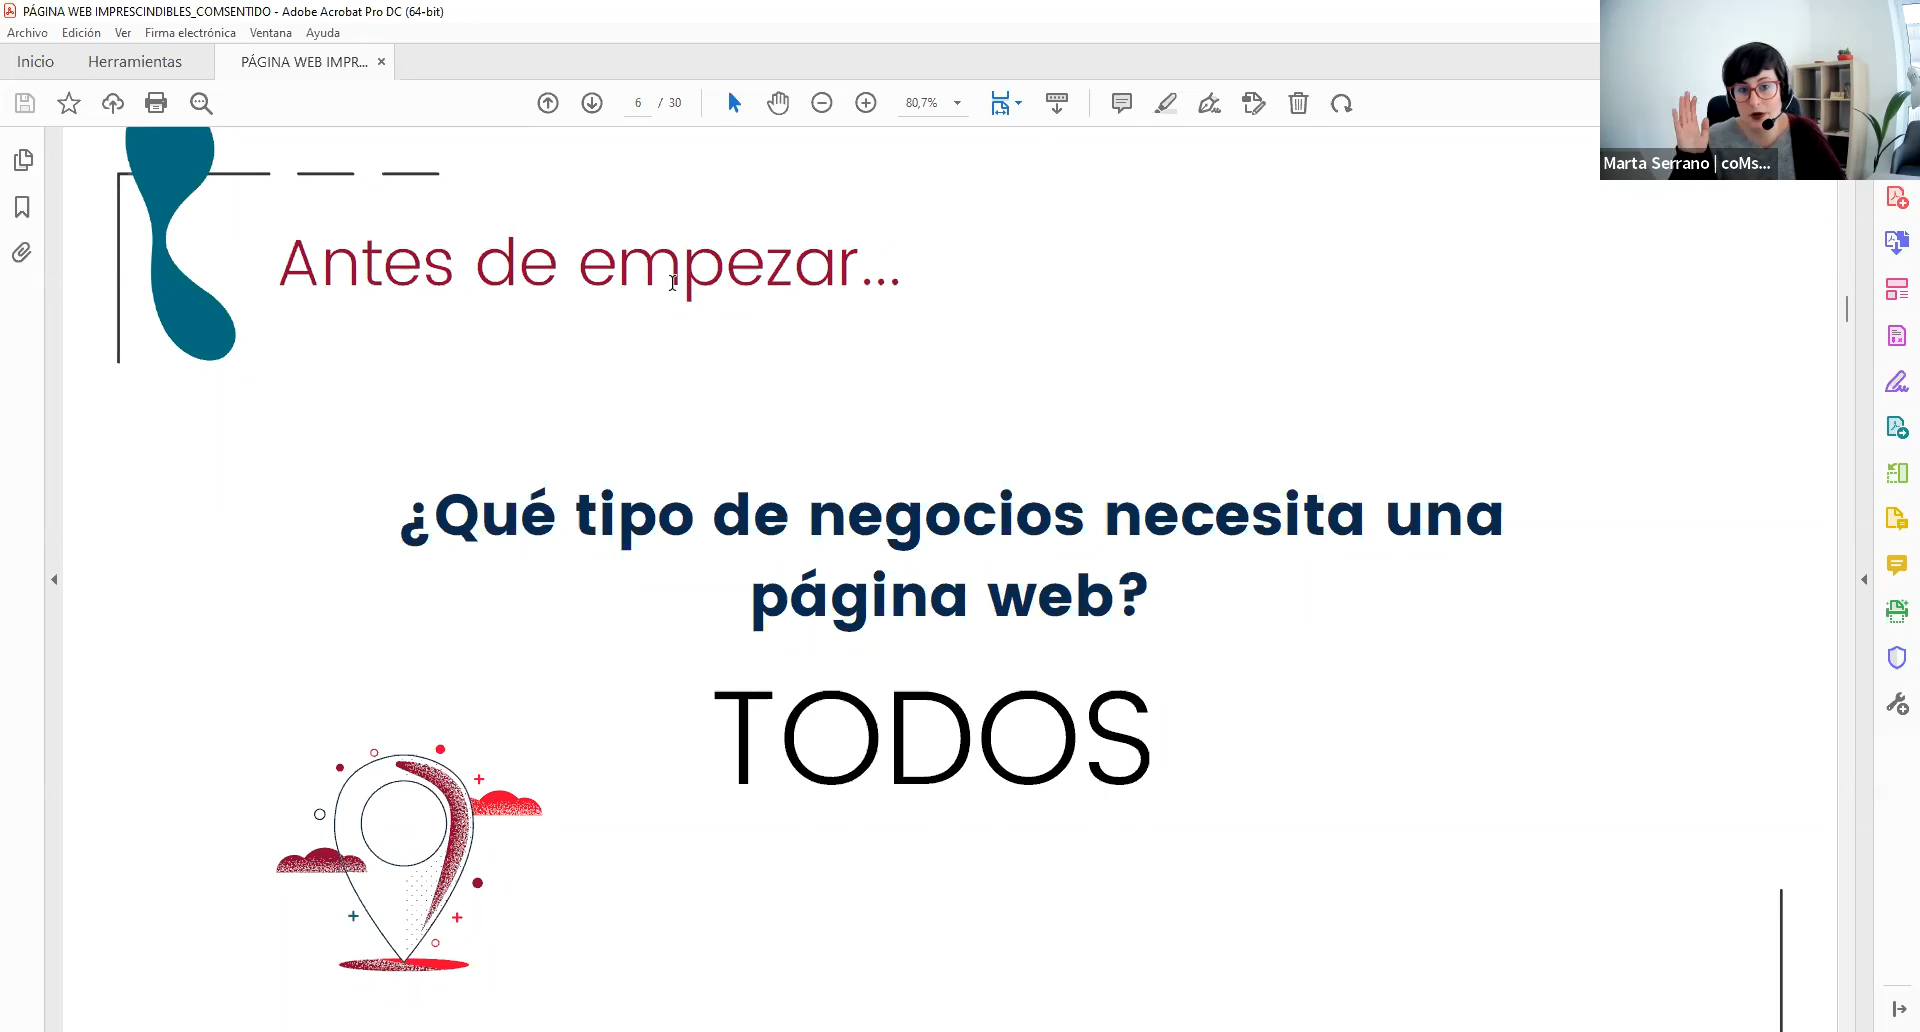 PÁGINA WEB IMPRESCINDIBLES_COMSENTIDO - Adobe Acrobat Pro DC (64-bit)
Archivo Edición Ver Firma electrónica Ventana Ayuda
Inicio Herramientas PÁGINA WEB IMPR... ×
6 / 30 80,7%
Marta Serrano | coMs...
Antes de empezar...
¿Qué tipo de negocios necesita una
página web?
TODOS